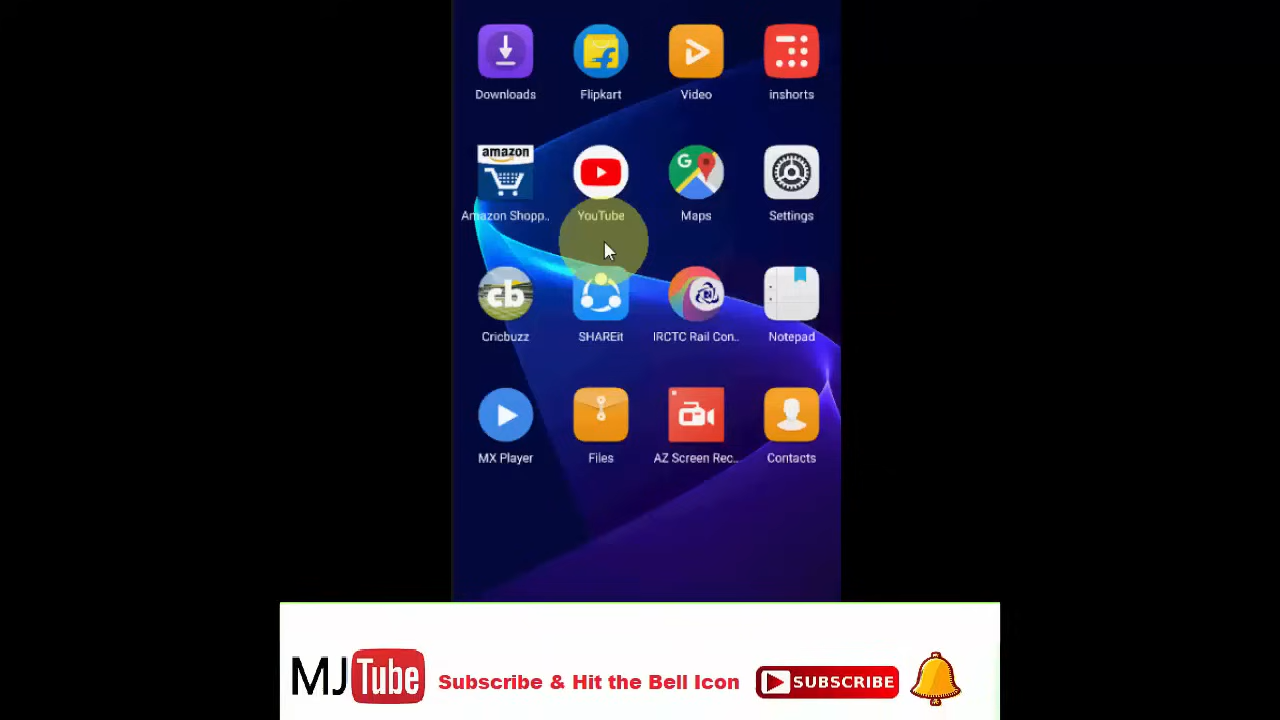 Downloads
Flipkart
Video
inshorts
amazon
G
Amazon Shopp..
YouTube
Maps
Settings
cb
Cricbuzz
SHAREit
IRCTC Rail Con..
Notepad
MX Player
Files
AZ Screen Rec..
Contacts
MJ Tube
Subscribe & Hit the Bell Icon
SUBSCRIBE